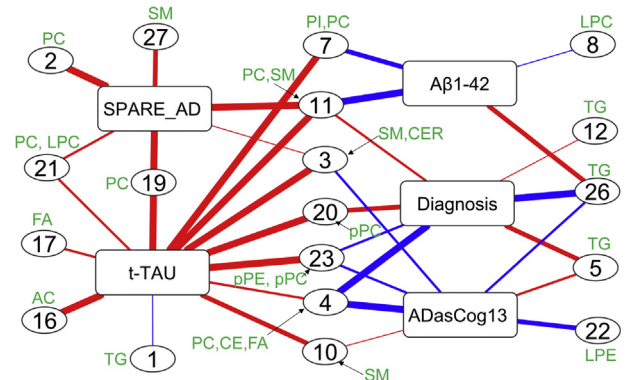 SM
PI,PC
LPC
PC
27
7
8
2
PC,SM
Aβ1-42
SPARE_AD
11
TG
12
SM,CER
PC, LPC
3
TG
21
PC
19
26
20
Diagnosis
FA
pPC
17
TG
23
t-TAU
5
pPE, pPC
AC
4
ADasCog13
16
22
PC,CE,FA
LPE
TG
1
10
SM